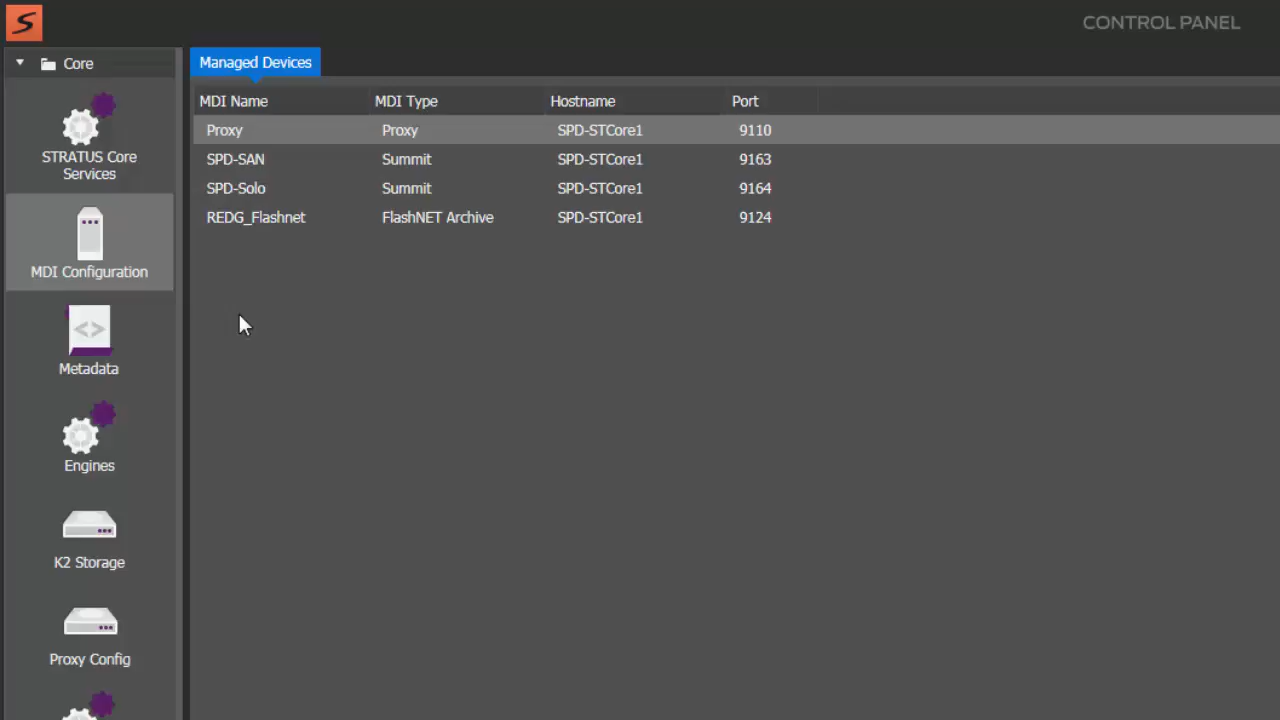 CONTROL PANEL
Core
STRATUS Core
Services
MDI Configuration
Metadata
Engines
K2 Storage
Proxy Config
Managed Devices
MDI Name MDI Type Hostname Port
Proxy Proxy SPD-STCore1 9110
SPD-SAN Summit SPD-STCore1 9163
SPD-Solo Summit SPD-STCore1 9164
REDG_Flashnet FlashNET Archive SPD-STCore1 9124